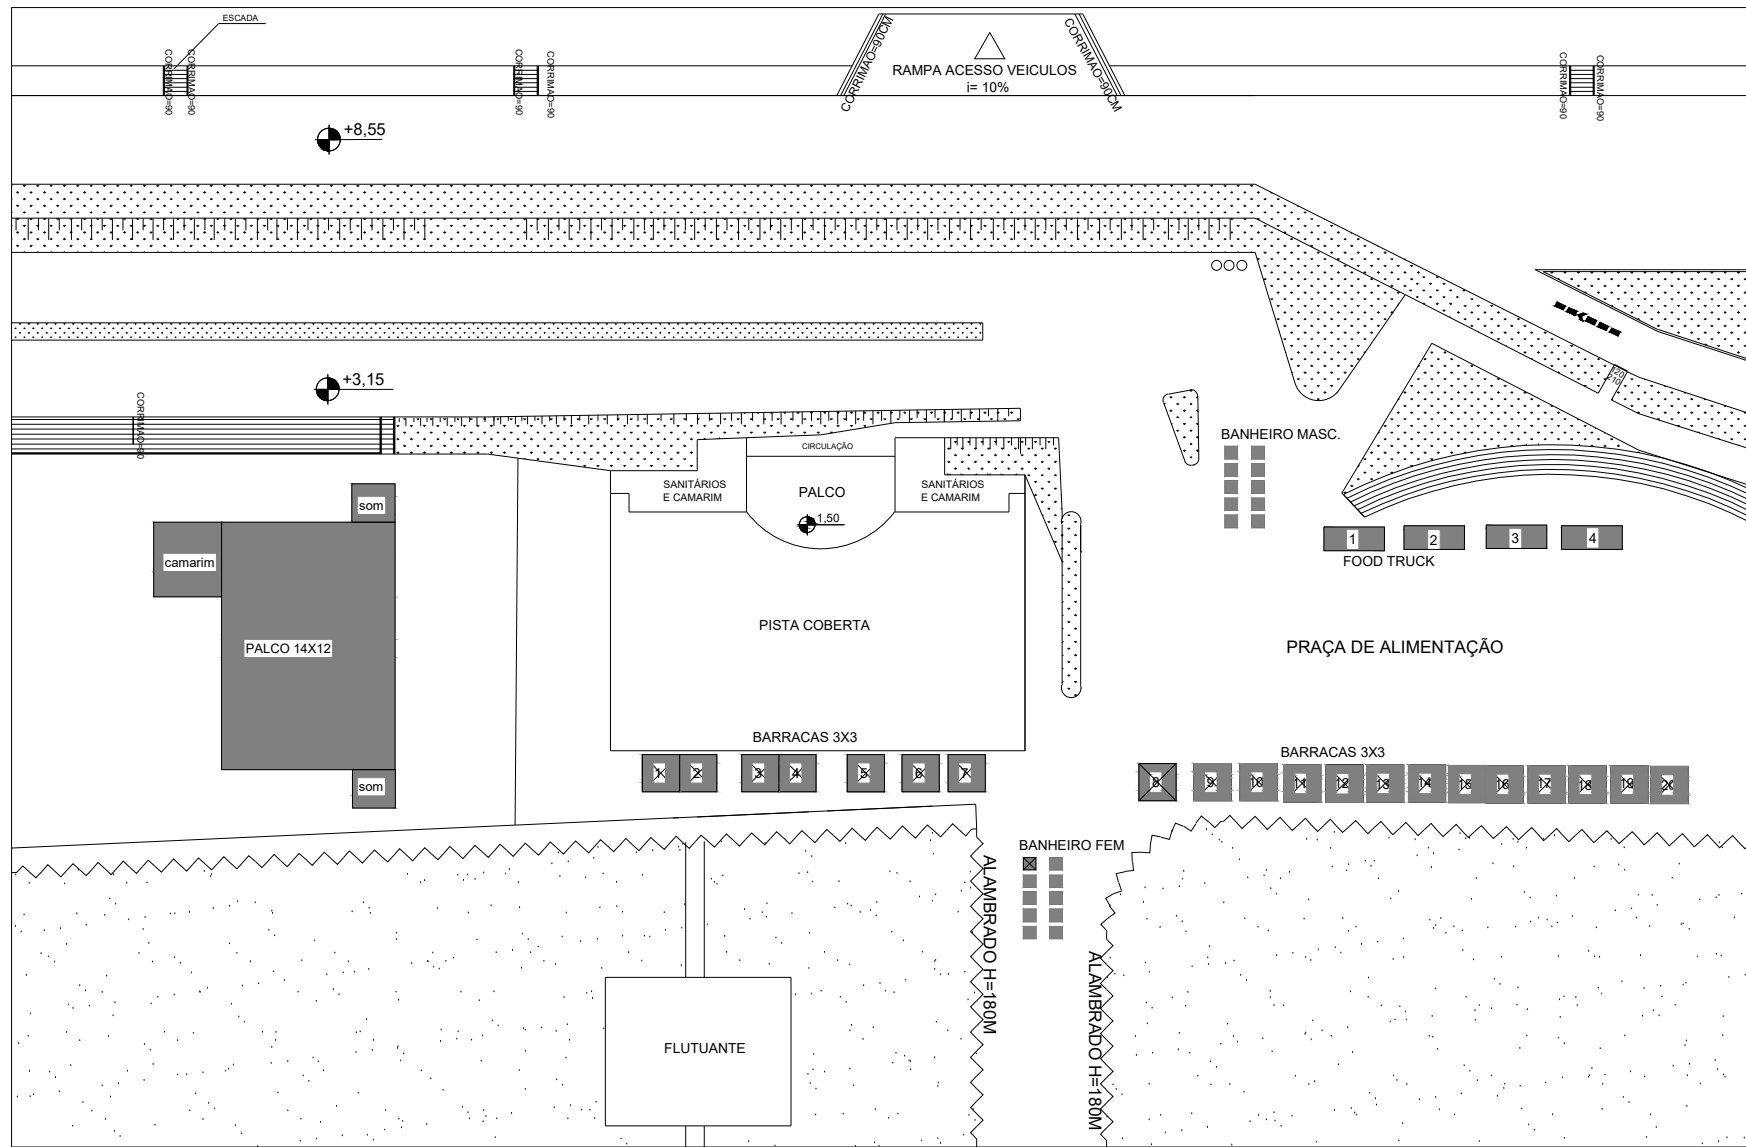 ESCADA
CORRIMAO=90
CORRIMAO=90
CORRIMAO=90
CORRIMAO=90
CORRIMAO=90CM
RAMPA ACESSO VEICULOS
i= 10%
CORRIMAO=90CM
CORRIMAO=90
CORRIMAO=90
+8,55
+3,15
CORRIMAO=90
120
210
CIRCULAÇÃO
SANITÁRIOS
E CAMARIM
PALCO
1,50
SANITÁRIOS
E CAMARIM
BANHEIRO MASC.
som
camarim
PALCO 14X12
som
1
2
3
4
FOOD TRUCK
PISTA COBERTA
PRAÇA DE ALIMENTAÇÃO
BARRACAS 3X3
1
2
3
4
5
6
7
BARRACAS 3X3
8
9
10
11
12
13
14
15
16
17
18
19
20
BANHEIRO FEM
ALAMBRADO H=180M
ALAMBRADO H=180M
FLUTUANTE